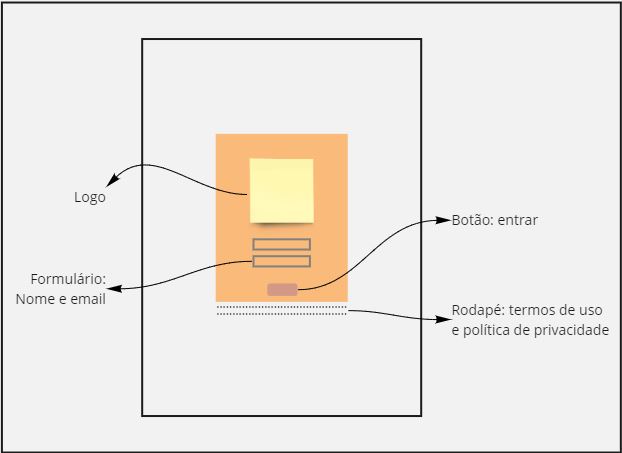 Logo
Formulário:
Nome e email
Botão: entrar
Rodapé: termos de uso
e política de privacidade